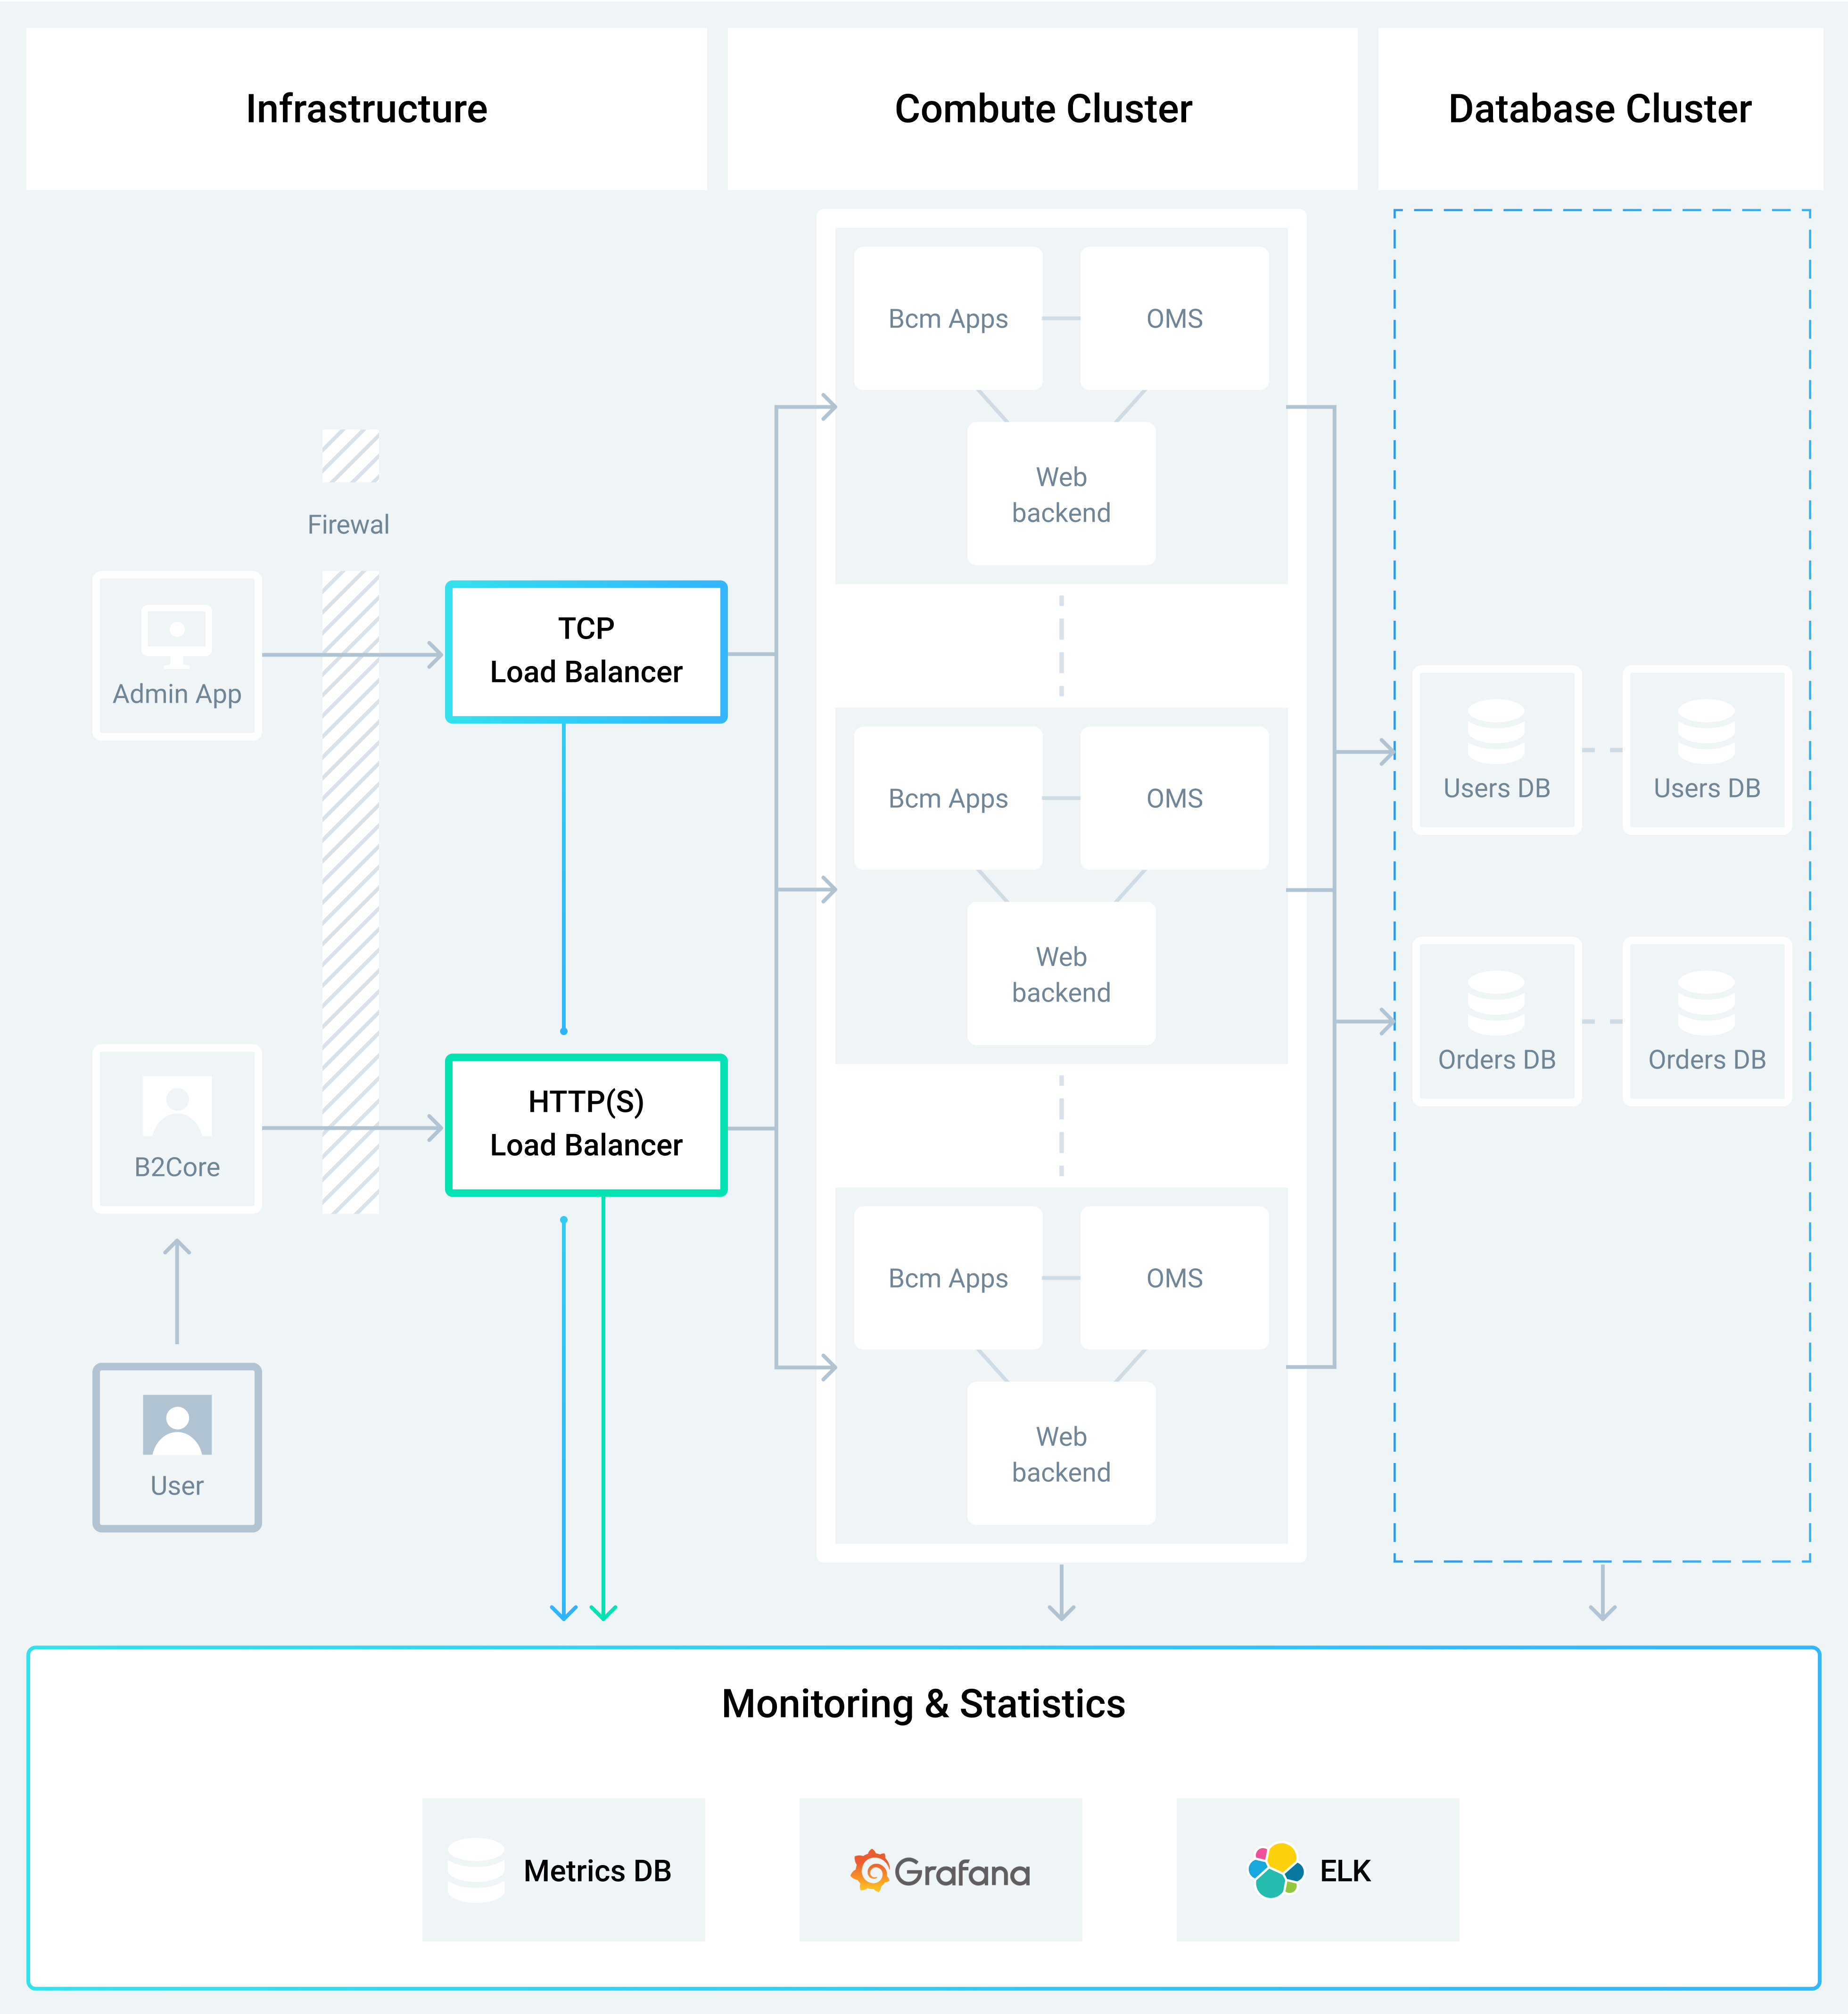 Infrastructure
Combute Cluster
Database Cluster
Bcm Apps
OMS
Web
backend
Firewal
Admin App
TCP
Load Balancer
Bcm Apps
OMS
Web
backend
Users DB
Users DB
Orders DB
Orders DB
B2Core
HTTP(S)
Load Balancer
Bcm Apps
OMS
Web
backend
User
Monitoring & Statistics
Metrics DB
Grafana
ELK